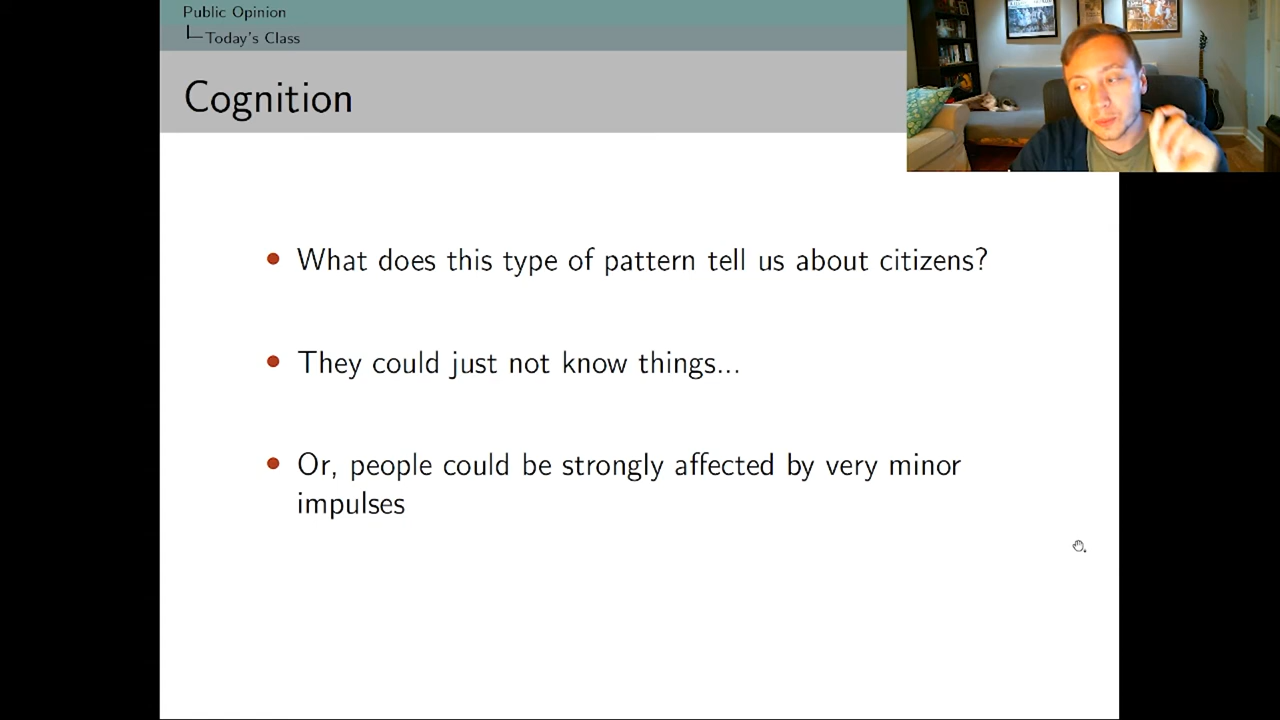 Public Opinion
Today's Class
Cognition
What does this type of pattern tell us about citizens?
They could just not know things...
Or, people could be strongly affected by very minor
impulses